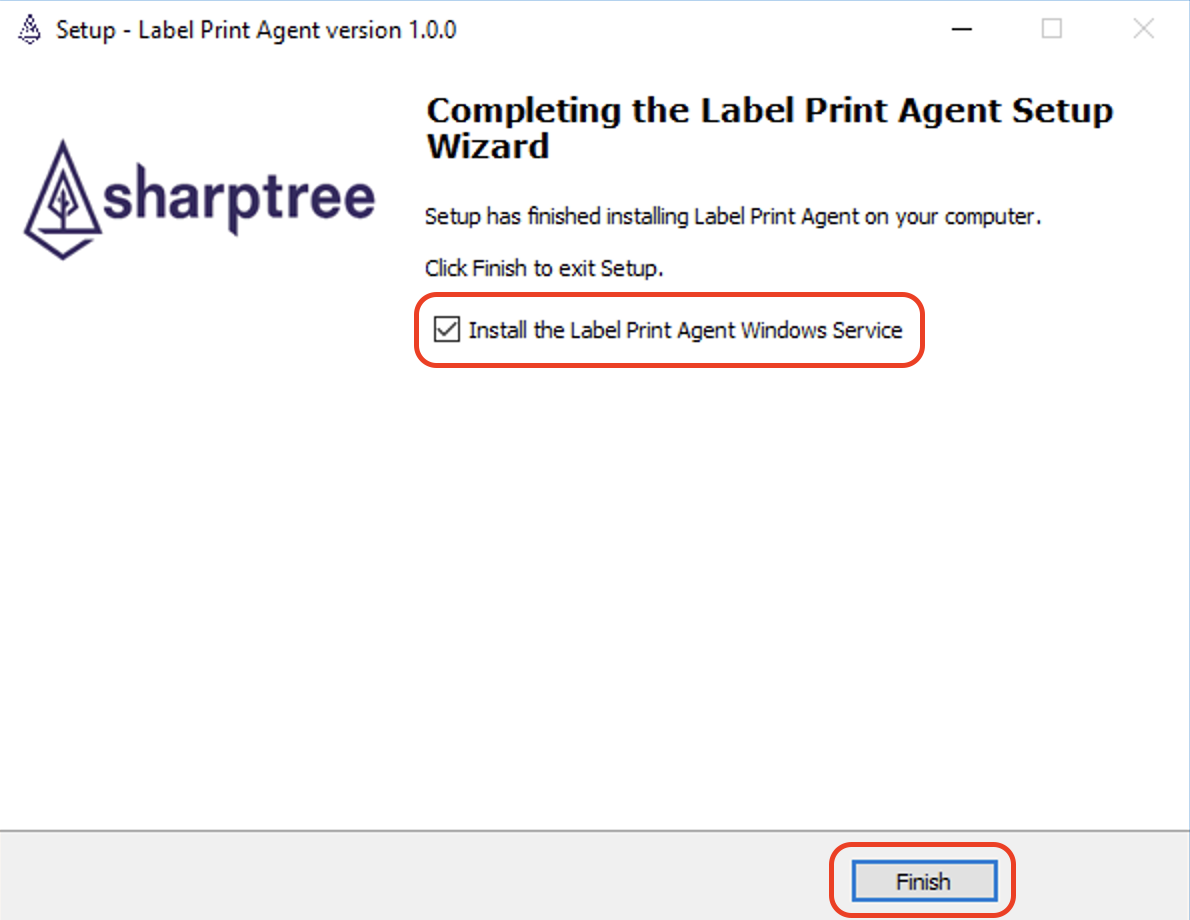 Setup - Label Print Agent version 1.0.0
sharptree
Completing the Label Print Agent Setup
Wizard
Setup has finished installing Label Print Agent on your computer.
Click Finish to exit Setup.
Install the Label Print Agent Windows Service
Finish